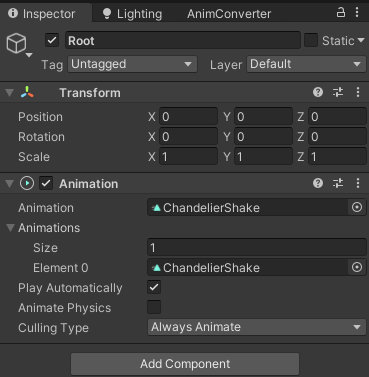 Inspector Lighting AnimConverter
Root Static
Tag Untagged Layer Default
Transform
Position X 0 Y 0 Z 0
Rotation X 0 Y 0 Z 0
Scale X 1 Y 1 Z 1
Animation
Animation ChandelierShake
Animations
Size 1
Element 0 ChandelierShake
Play Automatically
Animate Physics
Culling Type Always Animate
Add Component